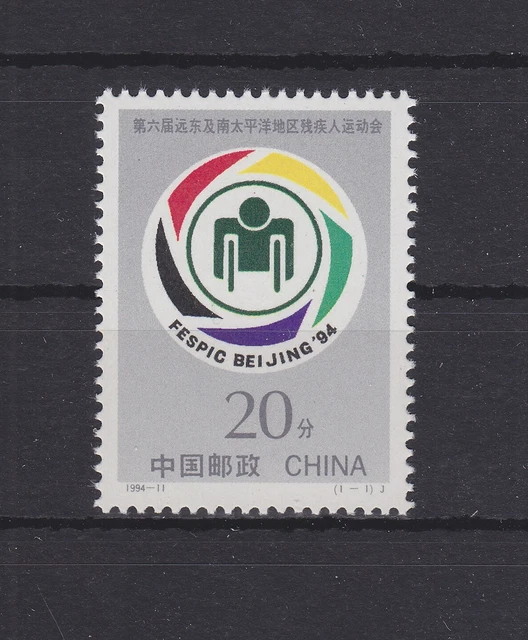 第六届远东及南太平洋地区残疾人运动会
FESPIC BEIJING '94
20分
中国邮政 CHINA
1994—11 (1—1)J